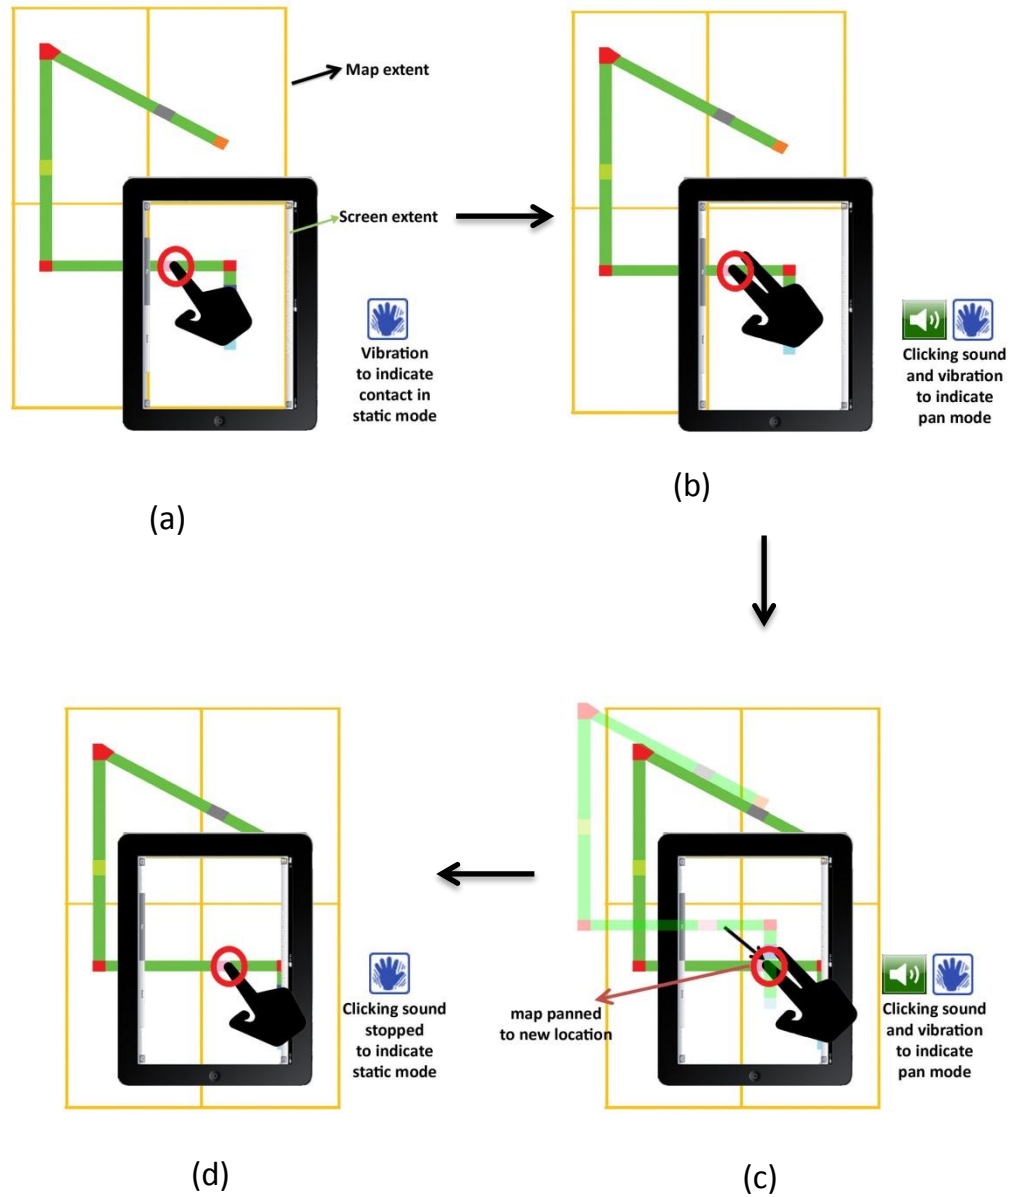 Map extent
Screen extent
Vibration
to indicate
contact in
static mode
(a)
Clicking sound
and vibration
to indicate
pan mode
(b)
map panned
to new location
Clicking sound
and vibration
to indicate
pan mode
(c)
Clicking sound
stopped
to indicate
static mode
(d)